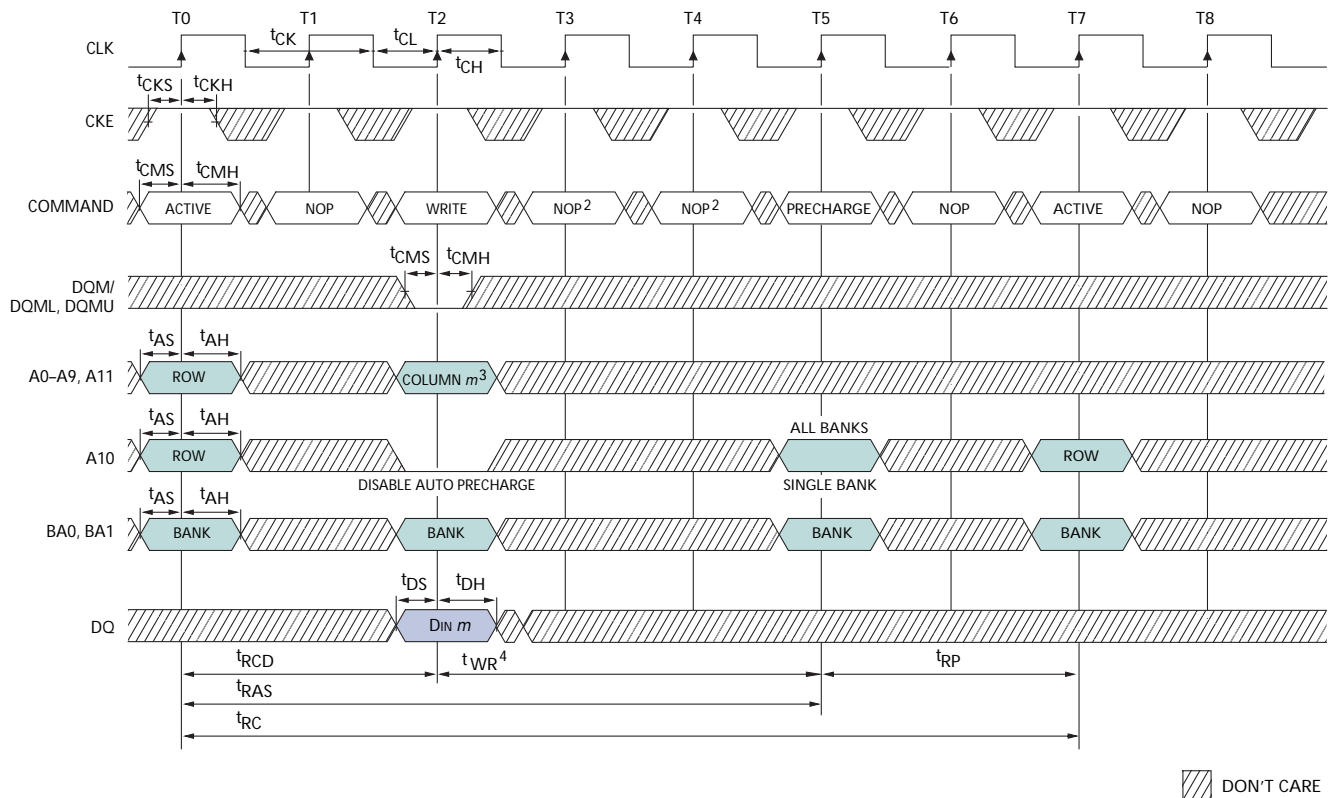 T0 T1 T2 T3 T4 T5 T6 T7 T8
CLK
tCK tCL
tCH
tCKS tCKH
CKE
tCMS tCMH
COMMAND ACTIVE NOP WRITE NOP2 NOP2 PRECHARGE NOP ACTIVE NOP
tCMS tCMH
DQM/
DQML, DQMU
tAS tAH
A0–A9, A11 ROW COLUMN m3
tAS tAH
ALL BANKS
A10 ROW ROW
DISABLE AUTO PRECHARGE SINGLE BANK
tAS tAH
BA0, BA1 BANK BANK BANK BANK
tDS tDH
DQ DIN m
tRCD tWR4 tRP
tRAS
tRC
DON'T CARE